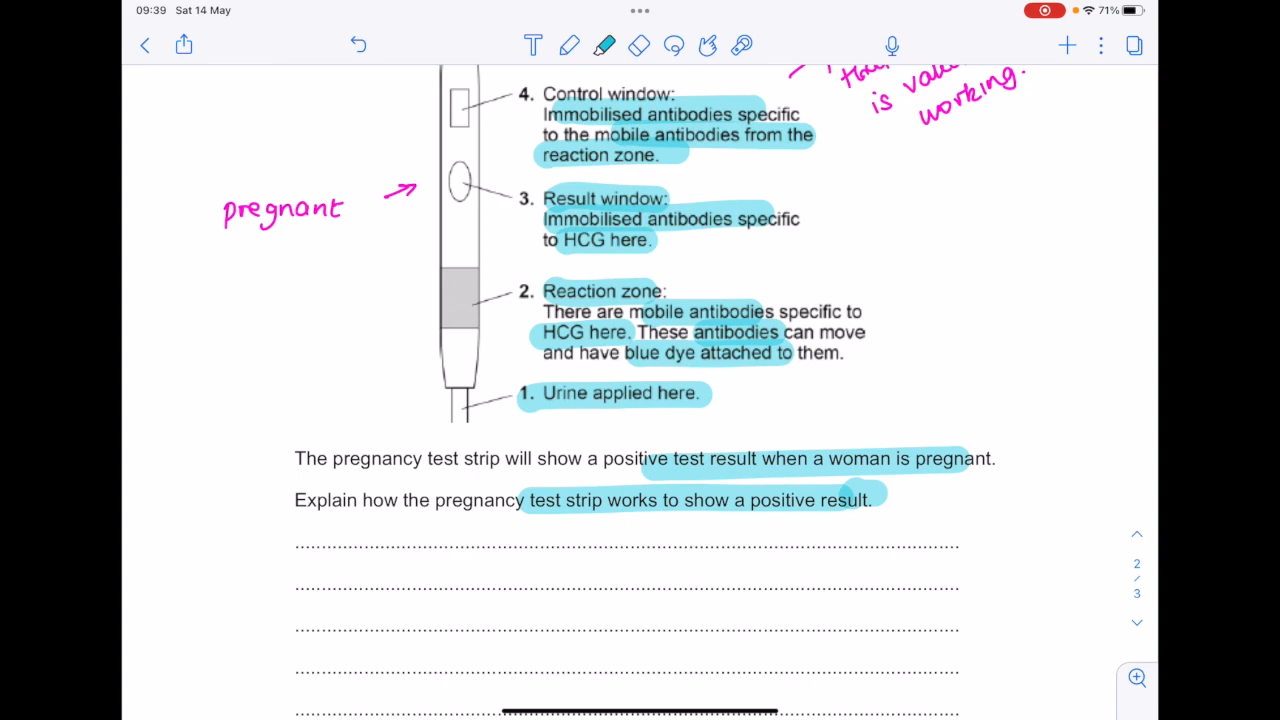 09:39 Sat 14 May
71%
is
working.
4. Control window:
Immobilised antibodies specific
to the mobile antibodies from the
reaction zone.
pregnant
3. Result window:
Immobilised antibodies specific
to HCG here.
2. Reaction zone:
There are mobile antibodies specific to
HCG here. These antibodies can move
and have blue dye attached to them.
1. Urine applied here.
The pregnancy test strip will show a positive test result when a woman is pregnant.
Explain how the pregnancy test strip works to show a positive result.
2
/
3